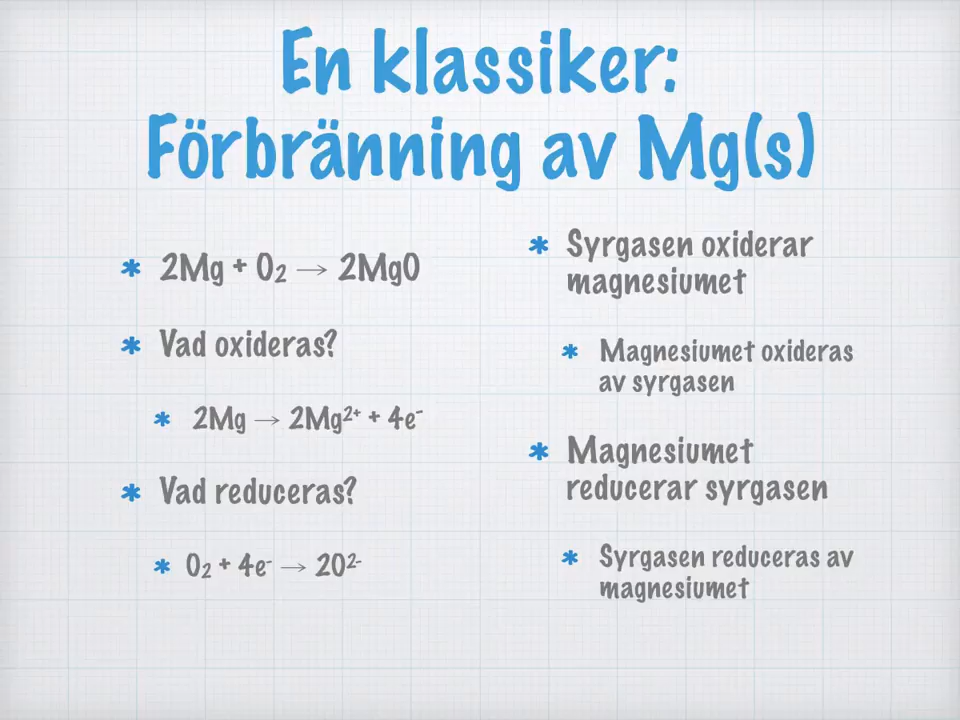 En klassiker:
Förbränning av Mg(s)
* 2Mg + O₂ → 2MgO
* Vad oxideras?
* 2Mg → 2Mg²⁺ + 4e⁻
* Vad reduceras?
* O₂ + 4e⁻ → 2O²⁻
* Syrgasen oxiderar
magnesiumet
* Magnesiumet oxideras
av syrgasen
* Magnesiumet
reducerar syrgasen
* Syrgasen reduceras av
magnesiumet